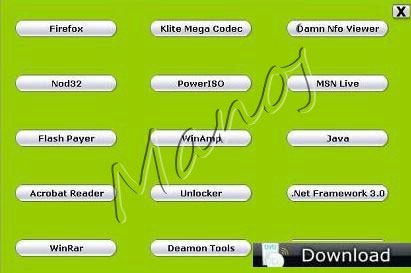 X
Firefox
Klite Mega Codec
Damn Nfo Viewer
Nod32
PowerISO
MSN Live
Flash Payer
WinAmp
Java
Acrobat Reader
Unlocker
.Net Framework 3.0
WinRar
Deamon Tools
Download
Manoj